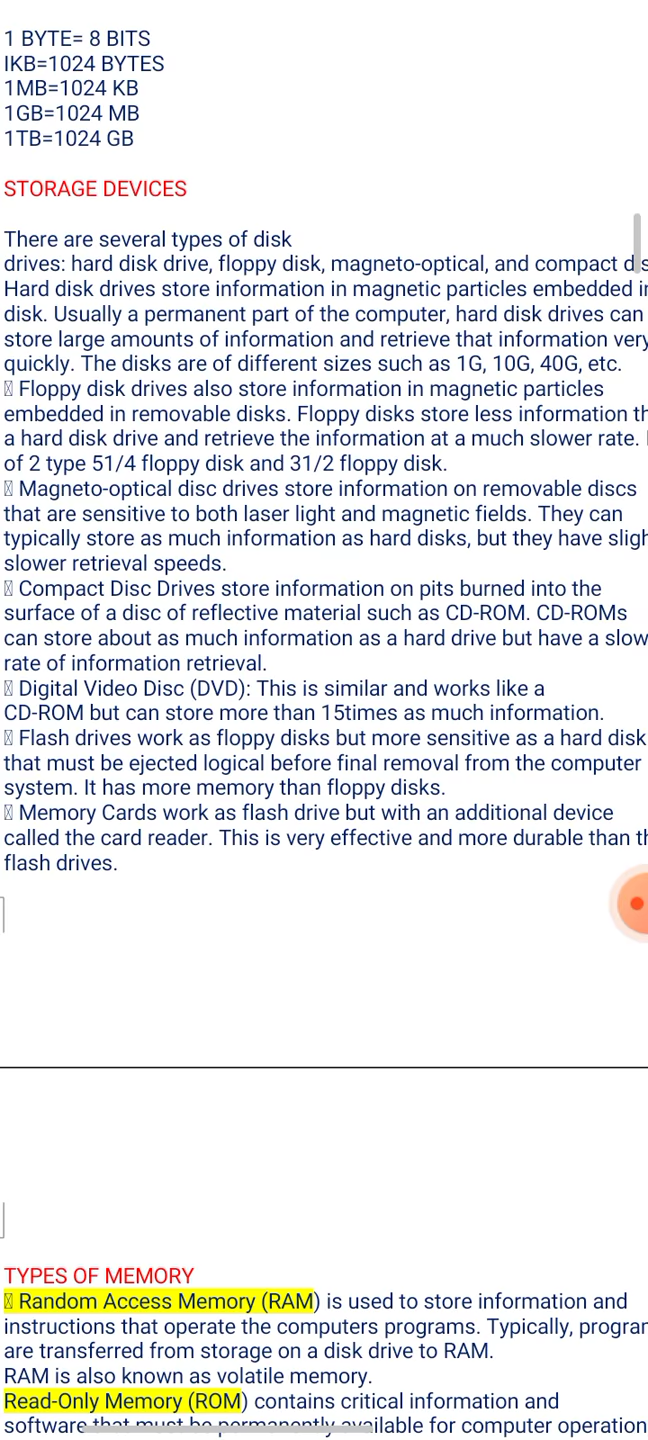 1 BYTE= 8 BITS
IKB=1024 BYTES
1MB=1024 KB
1GB=1024 MB
1TB=1024 GB
STORAGE DEVICES
There are several types of disk
drives: hard disk drive, floppy disk, magneto-optical, and compact
Hard disk drives store information in magnetic particles embedded
disk. Usually a permanent part of the computer, hard disk drives can
store large amounts of information and retrieve that information very
quickly. The disks are of different sizes such as 1G, 10G, 40G, etc.
Floppy disk drives also store information in magnetic particles
embedded in removable disks. Floppy disks store less information
a hard disk drive and retrieve the information at a much slower rate.
of 2 type 51/4 floppy disk and 31/2 floppy disk.
Magneto-optical disc drives store information on removable discs
that are sensitive to both laser light and magnetic fields. They can
typically store as much information as hard disks, but they have
slower retrieval speeds.
Compact Disc Drives store information on pits burned into the
surface of a disc of reflective material such as CD-ROM. CD-ROMs
can store about as much information as a hard drive but have a
rate of information retrieval.
Digital Video Disc (DVD): This is similar and works like a
CD-ROM but can store more than 15times as much information.
Flash drives work as floppy disks but more sensitive as a hard disk
that must be ejected logical before final removal from the computer
system. It has more memory than floppy disks.
Memory Cards work as flash drive but with an additional device
called the card reader. This is very effective and more durable than
flash drives.
TYPES OF MEMORY
Random Access Memory (RAM) is used to store information and
instructions that operate the computers programs. Typically,
are transferred from storage on a disk drive to RAM.
RAM is also known as volatile memory.
Read-Only Memory (ROM) contains critical information and
software that must be permanently available for computer operation